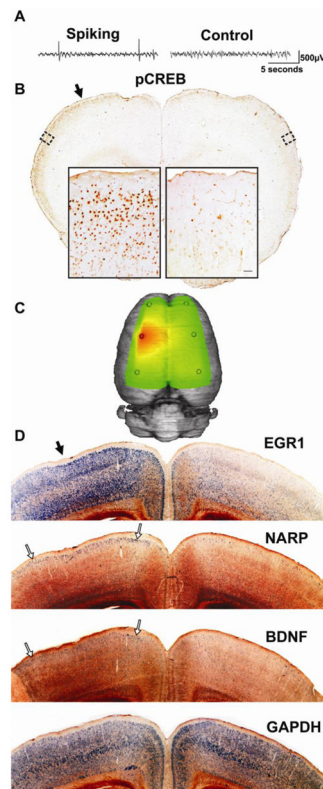 A
Spiking
Control
500μV
5 seconds
pCREB
B
C
D
EGR1
NARP
BDNF
GAPDH